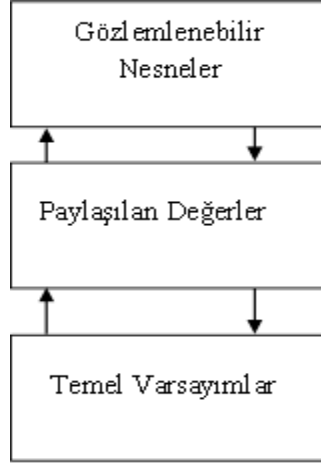 Gözlemlenebilir
Nesneler
Paylaşılan Değerler
Temel Varsayımlar